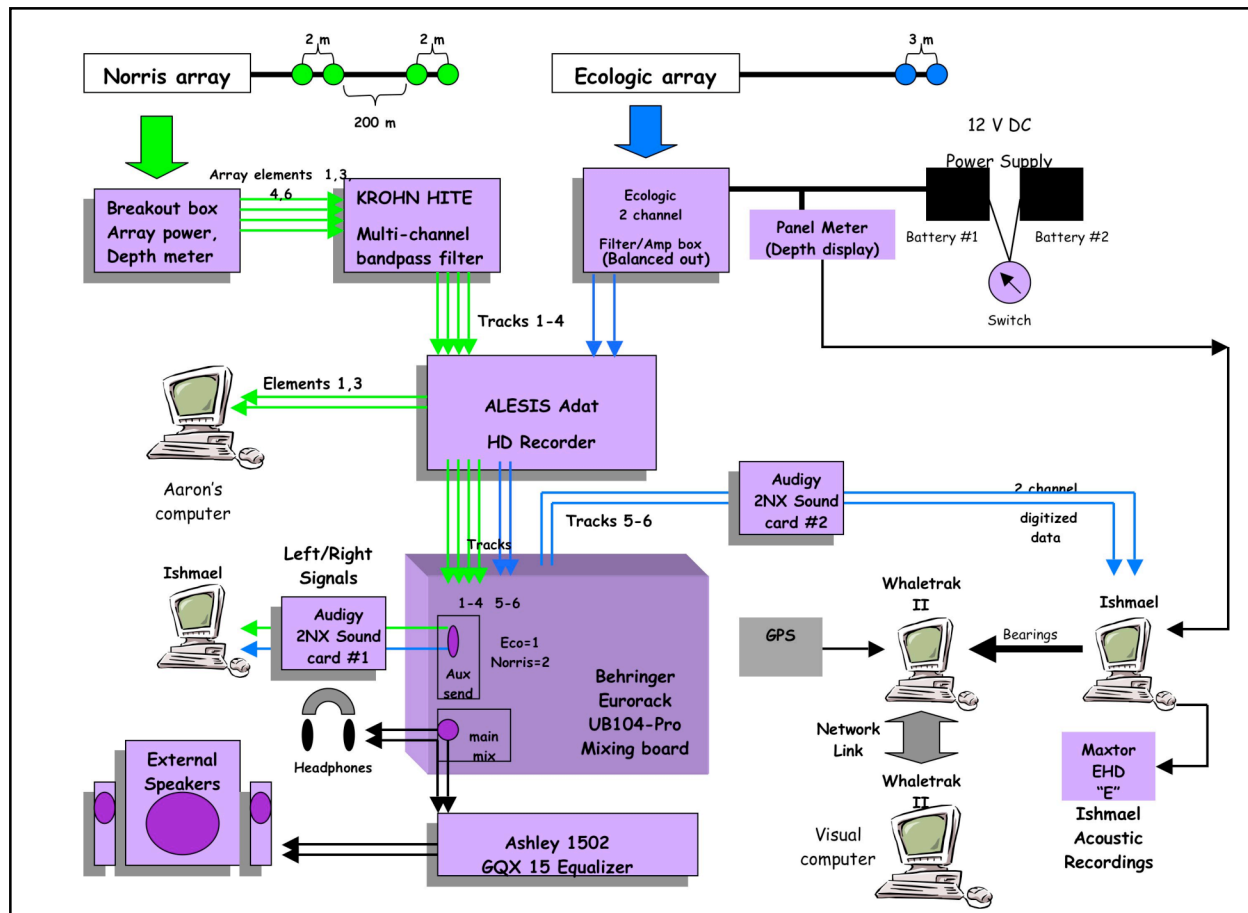 2 m
2 m
3 m
Norris array
Ecologic array
200 m
12 V DC
Power Supply
Array elements 1,3,
4,6
Breakout box
Array power,
Depth meter
KROHN HITE
Multi-channel
bandpass filter
Ecologic
2 channel
Filter/Amp box
(Balanced out)
Panel Meter
(Depth display)
Battery #1
Battery #2
Switch
Tracks 1-4
Elements 1,3
ALESIS Adat
HD Recorder
Aaron's
computer
Tracks 5-6
Audigy
2NX Sound
card #2
2 channel
digitized
data
Tracks
1-4 5-6
Left/Right
Signals
Ishmael
Audigy
2NX Sound
card #1
Eco=1
Norris=2
Aux
send
Behringer
Eurorack
UB104-Pro
Mixing board
main
mix
Headphones
External
Speakers
Ashley 1502
GQX 15 Equalizer
GPS
Whaletrak
II
Bearings
Ishmael
Network
Link
Whaletrak
II
Visual
computer
Maxtor
EHD
“E”
Ishmael
Acoustic
Recordings